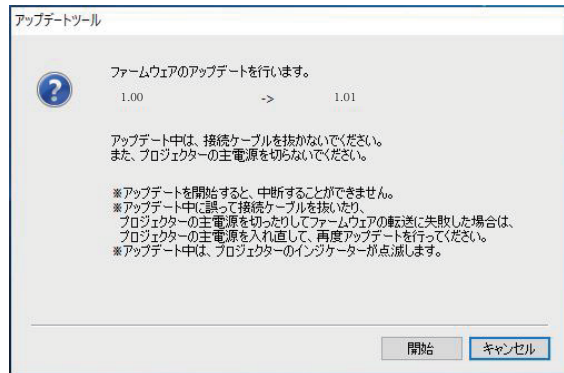 アップデートツール
ファームウェアのアップデートを行います。
1.00 -> 1.01
アップデート中は、接続ケーブルを抜かないでください。
また、プロジェクターの主電源を切らないでください。
※アップデートを開始すると、中断することができません。
※アップデート中に誤って接続ケーブルを抜いたり、
プロジェクターの主電源を切ったりしてファームウェアの転送に失敗した場合は、
プロジェクターの主電源を入れ直して、再度アップデートを行ってください。
※アップデート中は、プロジェクターのインジケーターが点滅します。
開始 キャンセル